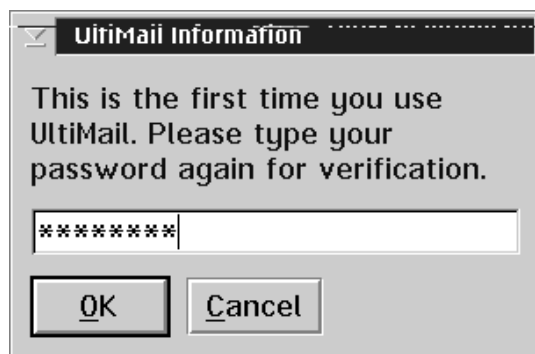 UltiMail Information
This is the first time you use
UltiMail. Please type your
password again for verification.
********
OK
Cancel